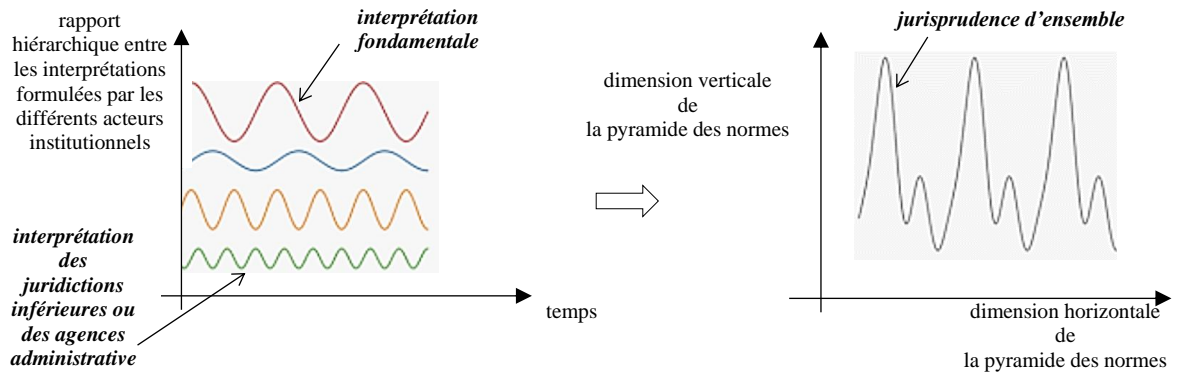 rapport
hiérarchique entre
les interprétations
formulées par les
différents acteurs
institutionnels
interprétation
fondamentale
interprétation
des
juridictions
inférieures ou
des agences
administrative
temps
dimension verticale
de
la pyramide des normes
jurisprudence d’ensemble
dimension horizontale
de
la pyramide des normes